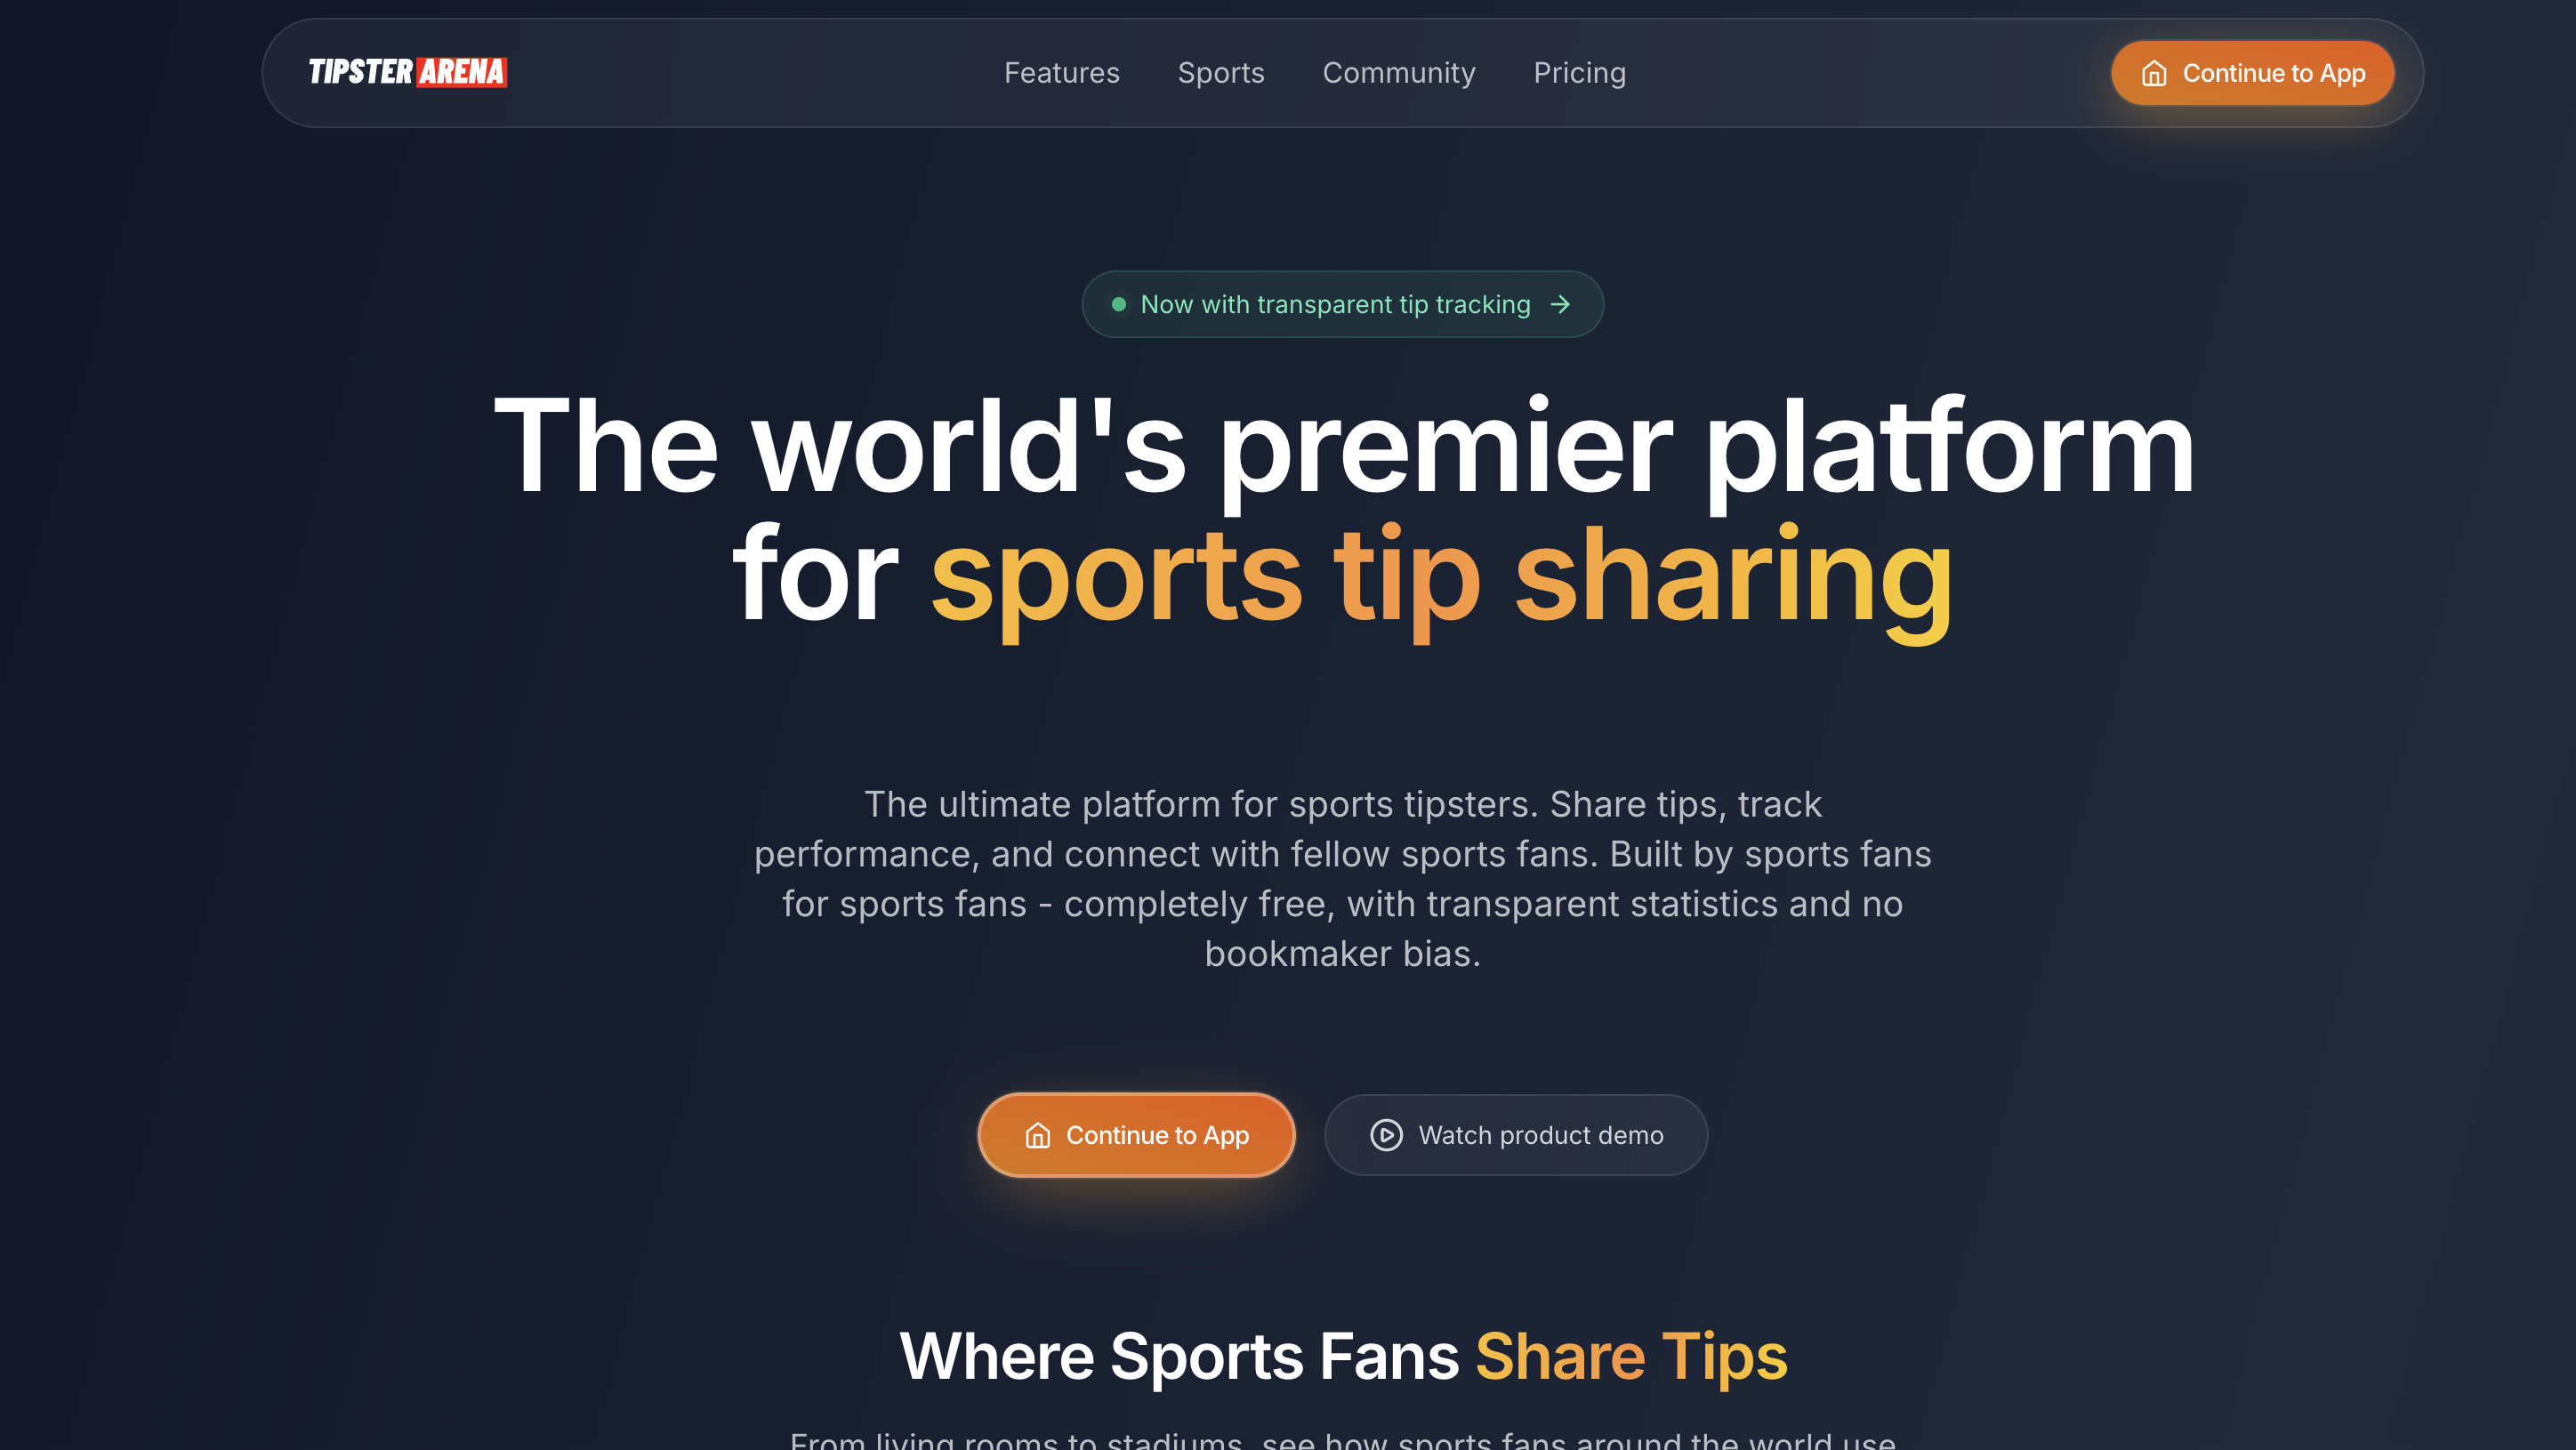 TIPSTER ARENA
Features
Sports
Community
Pricing
Continue to App
Now with transparent tip tracking
The world's premier platform
for sports tip sharing
The ultimate platform for sports tipsters. Share tips, track
performance, and connect with fellow sports fans. Built by sports fans
for sports fans - completely free, with transparent statistics and no
bookmaker bias.
Continue to App
Watch product demo
Where Sports Fans Share Tips
From living rooms to stadiums, see how sports fans around the world use